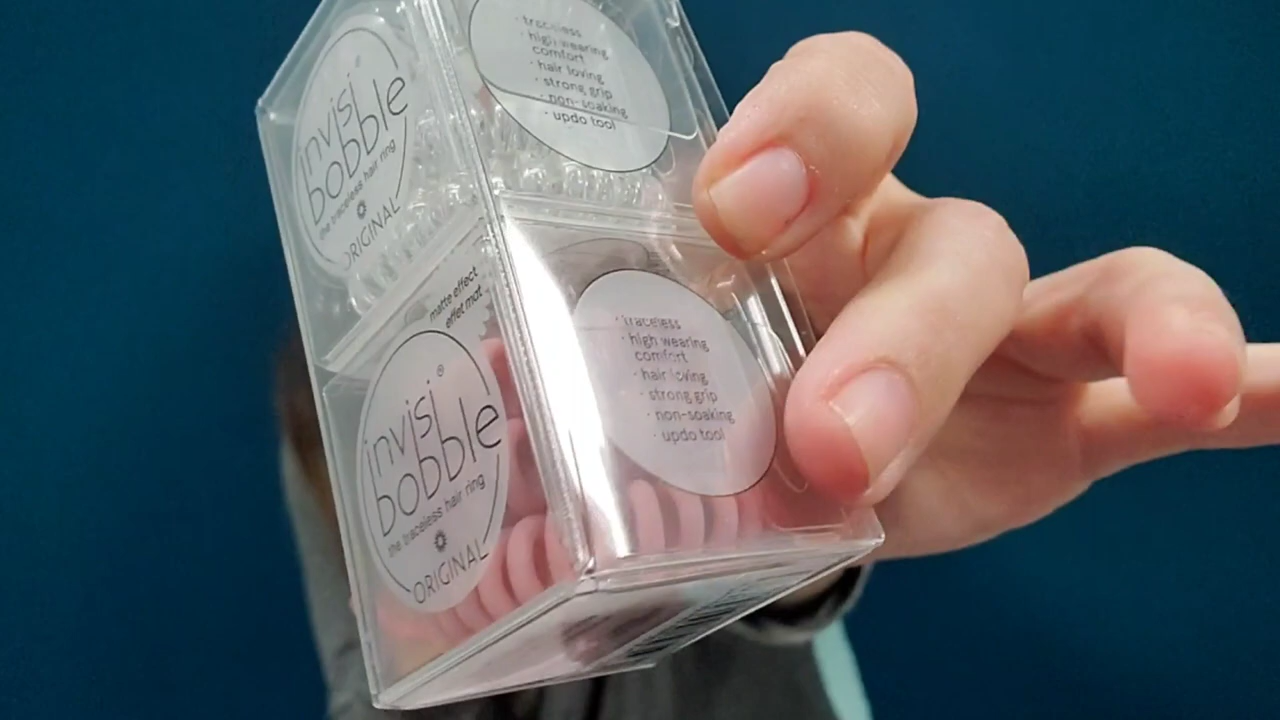 invisi
bobble
the traceless hair ring
ORIGINAL
· traceless
· high wearing
comfort
· hair loving
· strong grip
· non-soaking
· updo tool
matte effect
effet mat
invisi®
bobble
the traceless hair ring
ORIGINAL
· traceless
· high wearing
comfort
· hair loving
· strong grip
· non-soaking
· updo tool